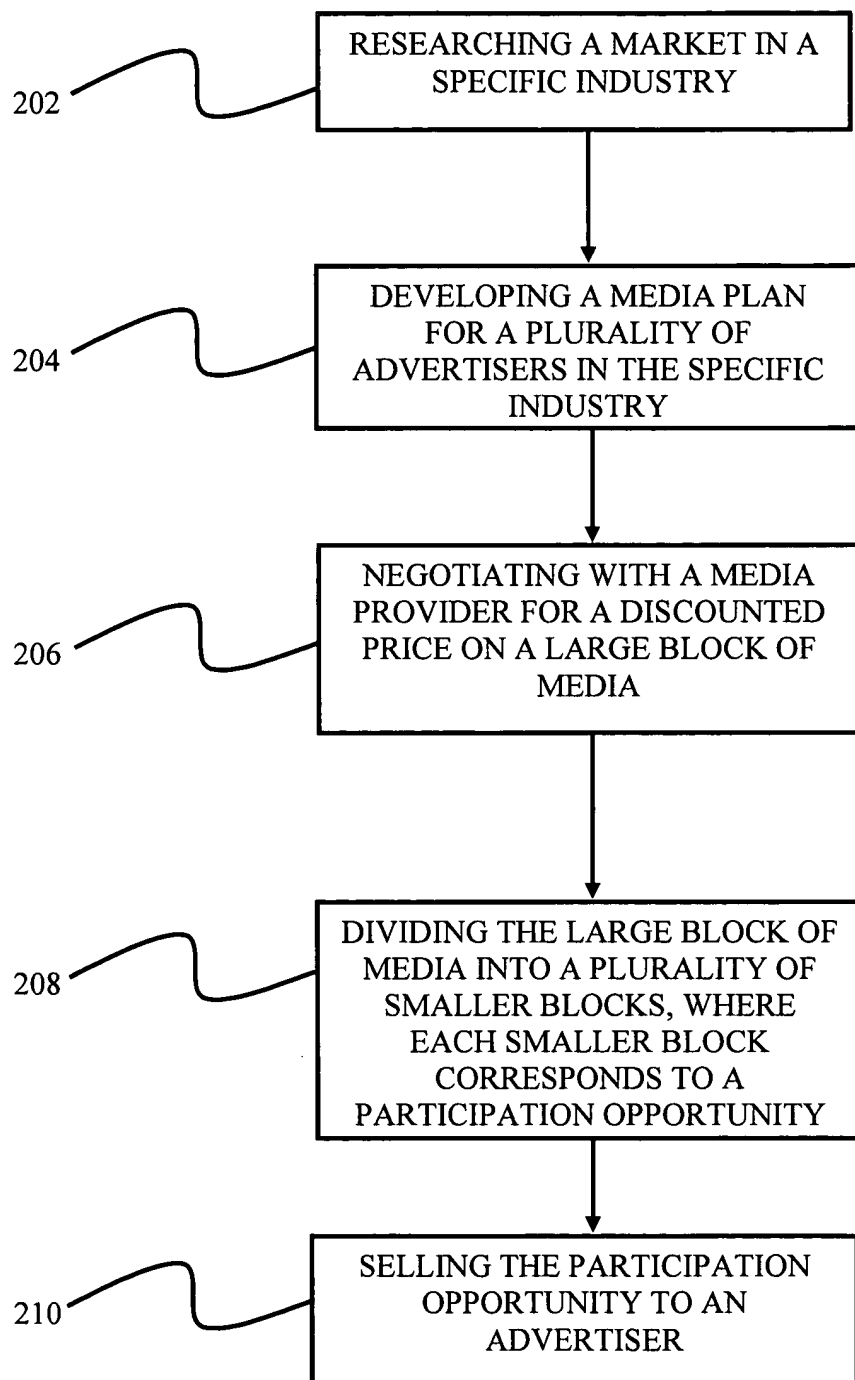 RESEARCHING A MARKET IN A
SPECIFIC INDUSTRY
202
DEVELOPING A MEDIA PLAN
FOR A PLURALITY OF
ADVERTISERS IN THE SPECIFIC
INDUSTRY
204
NEGOTIATING WITH A MEDIA
PROVIDER FOR A DISCOUNTED
PRICE ON A LARGE BLOCK OF
MEDIA
206
DIVIDING THE LARGE BLOCK OF
MEDIA INTO A PLURALITY OF
SMALLER BLOCKS, WHERE
EACH SMALLER BLOCK
CORRESPONDS TO A
PARTICIPATION OPPORTUNITY
208
SELLING THE PARTICIPATION
OPPORTUNITY TO AN
ADVERTISER
210